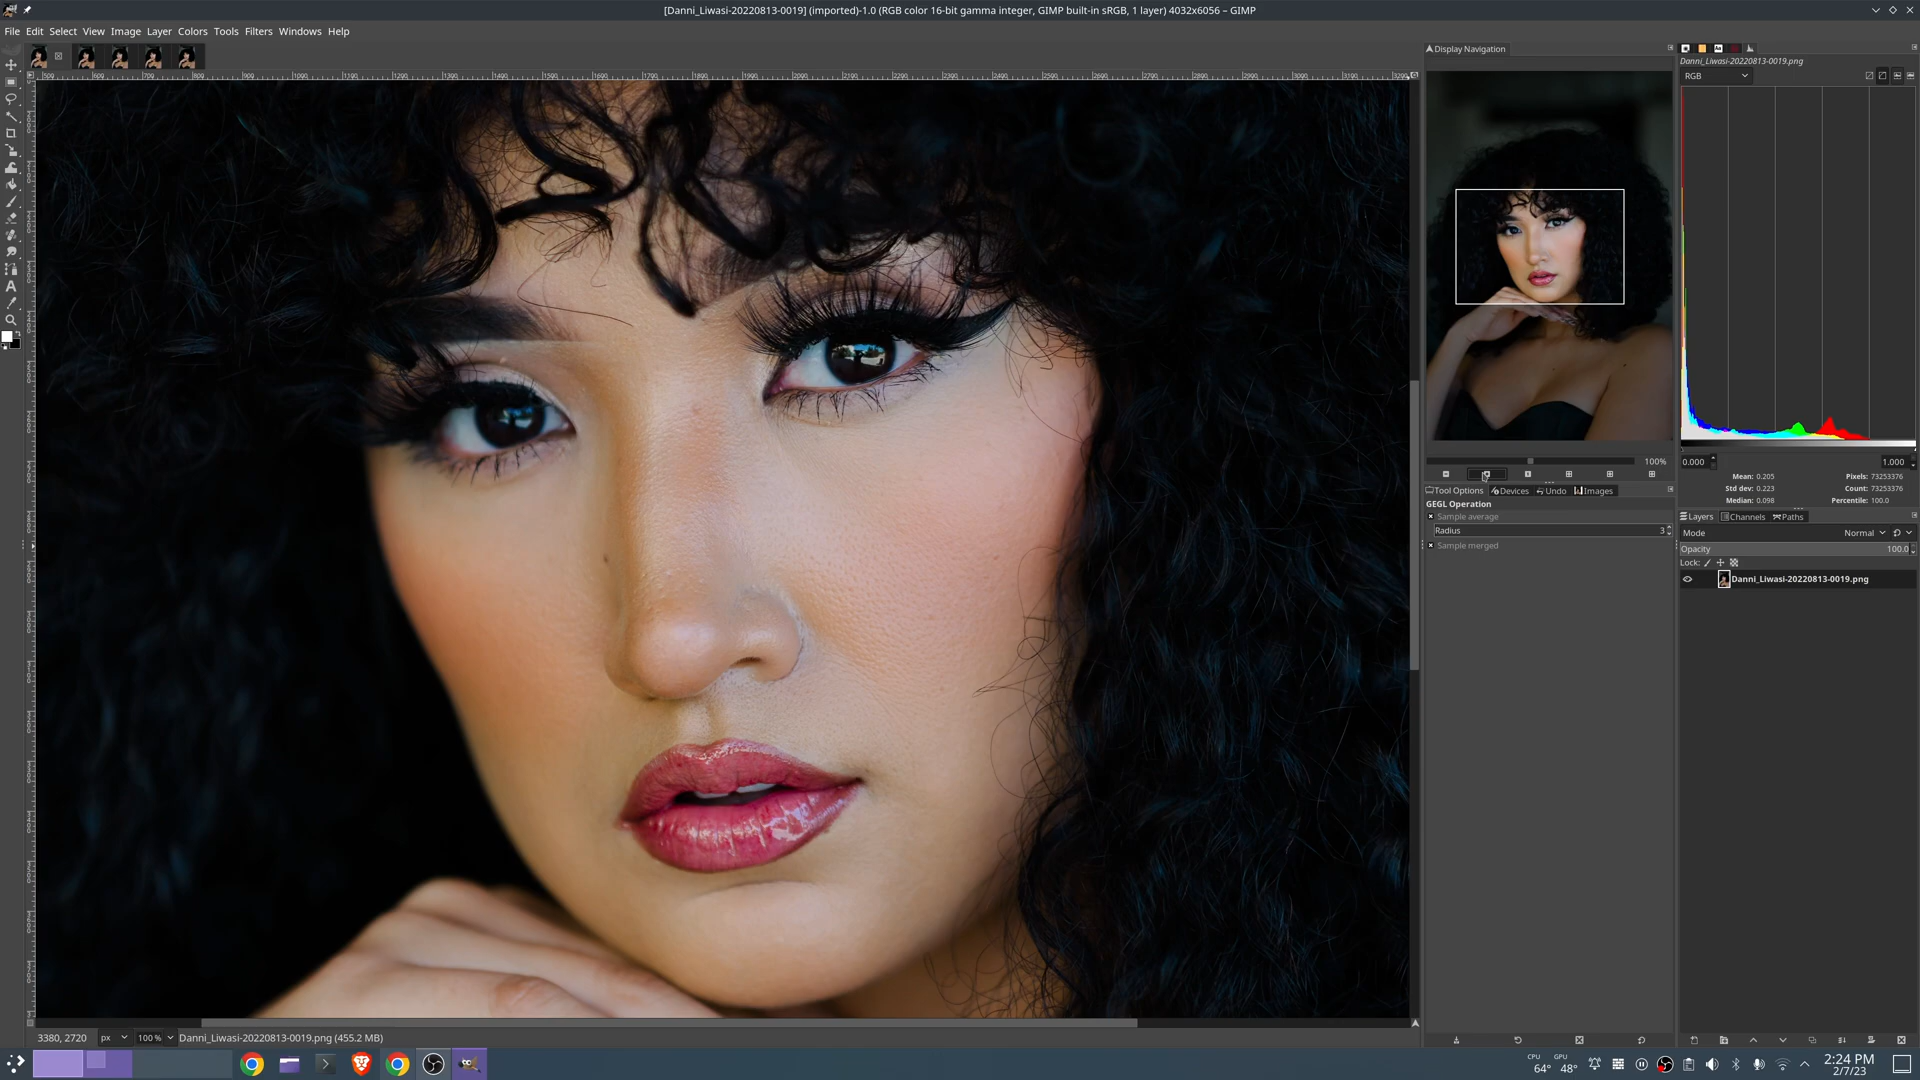 [Danni_Liwasi-20220813-0019] (imported)-1.0 (RGB color 16-bit gamma integer, GIMP built-in sRGB, 1 layer) 4032x6056 – GIMP
File Edit Select View Image Layer Colors Tools Filters Windows Help
Display Navigation
Danni_Liwasi-20220813-0019.png
RGB
100%
0.000 1.000
Mean: 0.205 Pixels: 73253376
Std dev: 0.223 Count: 73253376
Median: 0.098 Percentile: 100.0
Tool Options Devices Undo Images
GEGL Operation
Sample average
Radius 3
Sample merged
Layers Channels Paths
Mode Normal
Opacity 100.0
Lock:
Danni_Liwasi-20220813-0019.png
3380, 2720 px 100 % Danni_Liwasi-20220813-0019.png (455.2 MB)
CPU GPU
64° 48°
2:24 PM
2/7/23